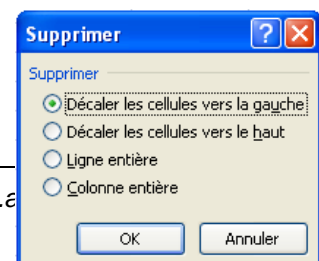 Supprimer
Supprimer
Décaler les cellules vers la gauche
Décaler les cellules vers le haut
Ligne entière
Colonne entière
OK
Annuler